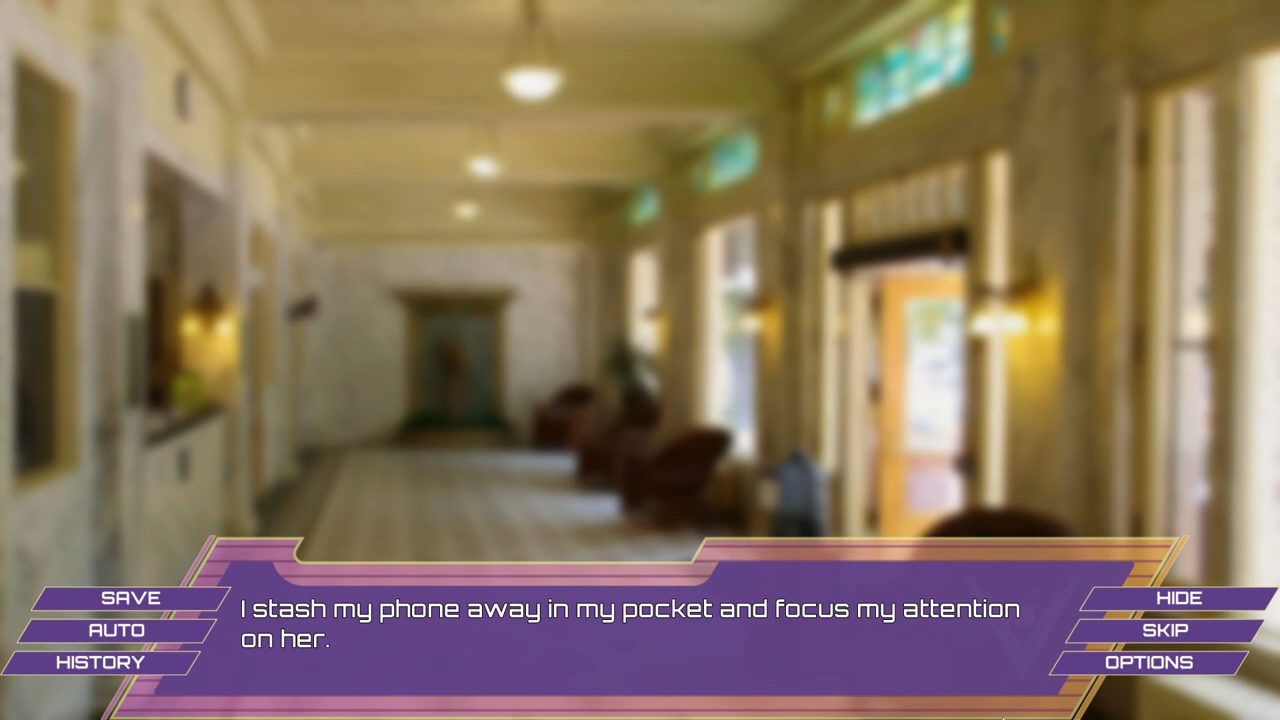 I stash my phone away in my pocket and focus my attention
on her.
SAVE
AUTO
HISTORY
HIDE
SKIP
OPTIONS